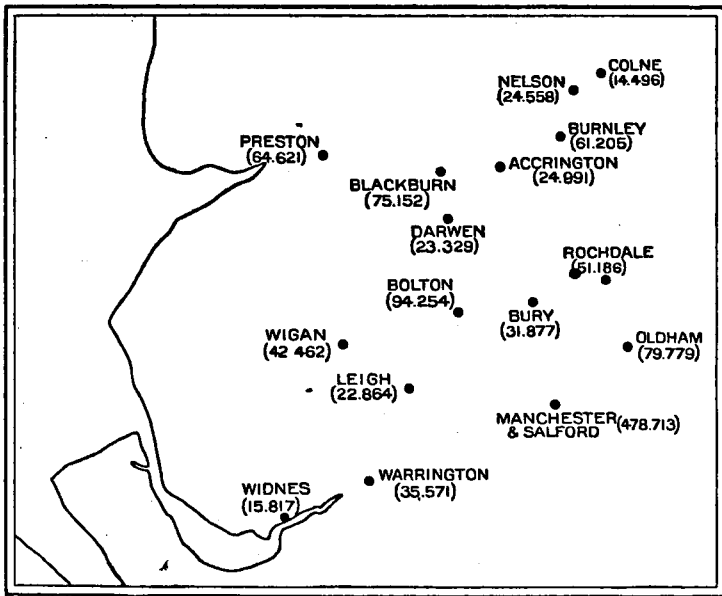 COLNE
(14.496)
NELSON
(24.558)
BURNLEY
(61.205)
PRESTON
(64.621)
ACCRINGTON
(24.991)
BLACKBURN
(75.152)
DARWEN
(23.329)
ROCHDALE
(51.186)
BOLTON
(94.254)
BURY
(31.877)
WIGAN
(42 462)
OLDHAM
(79.779)
LEIGH
(22.864)
MANCHESTER (478.713)
& SALFORD
WARRINGTON
(35.571)
WIDNES
(15.817)